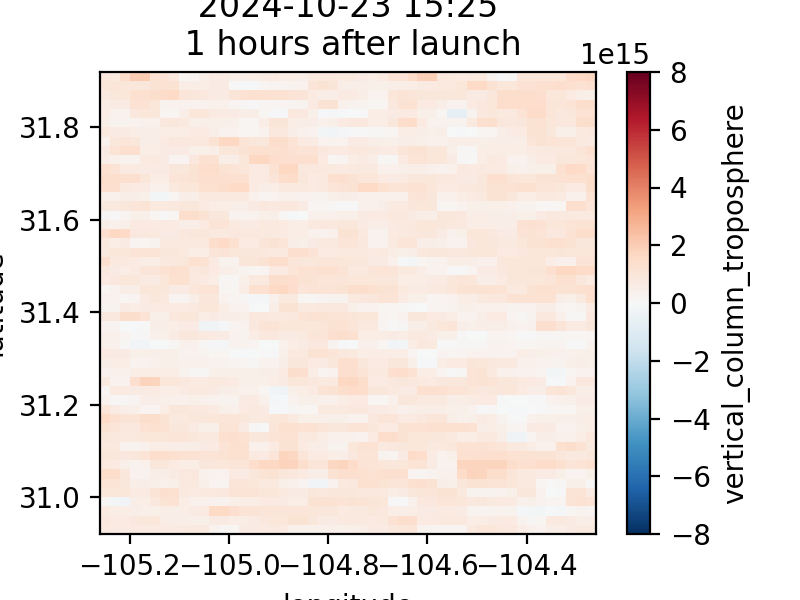 2024-10-23 15:25
1 hours after launch
1e15
8
6
4
2
0
−2
−4
−6
−8
vertical_column_troposphere
31.8
31.6
31.4
31.2
31.0
latitude
−105.2 −105.0 −104.8 −104.6 −104.4
longitude